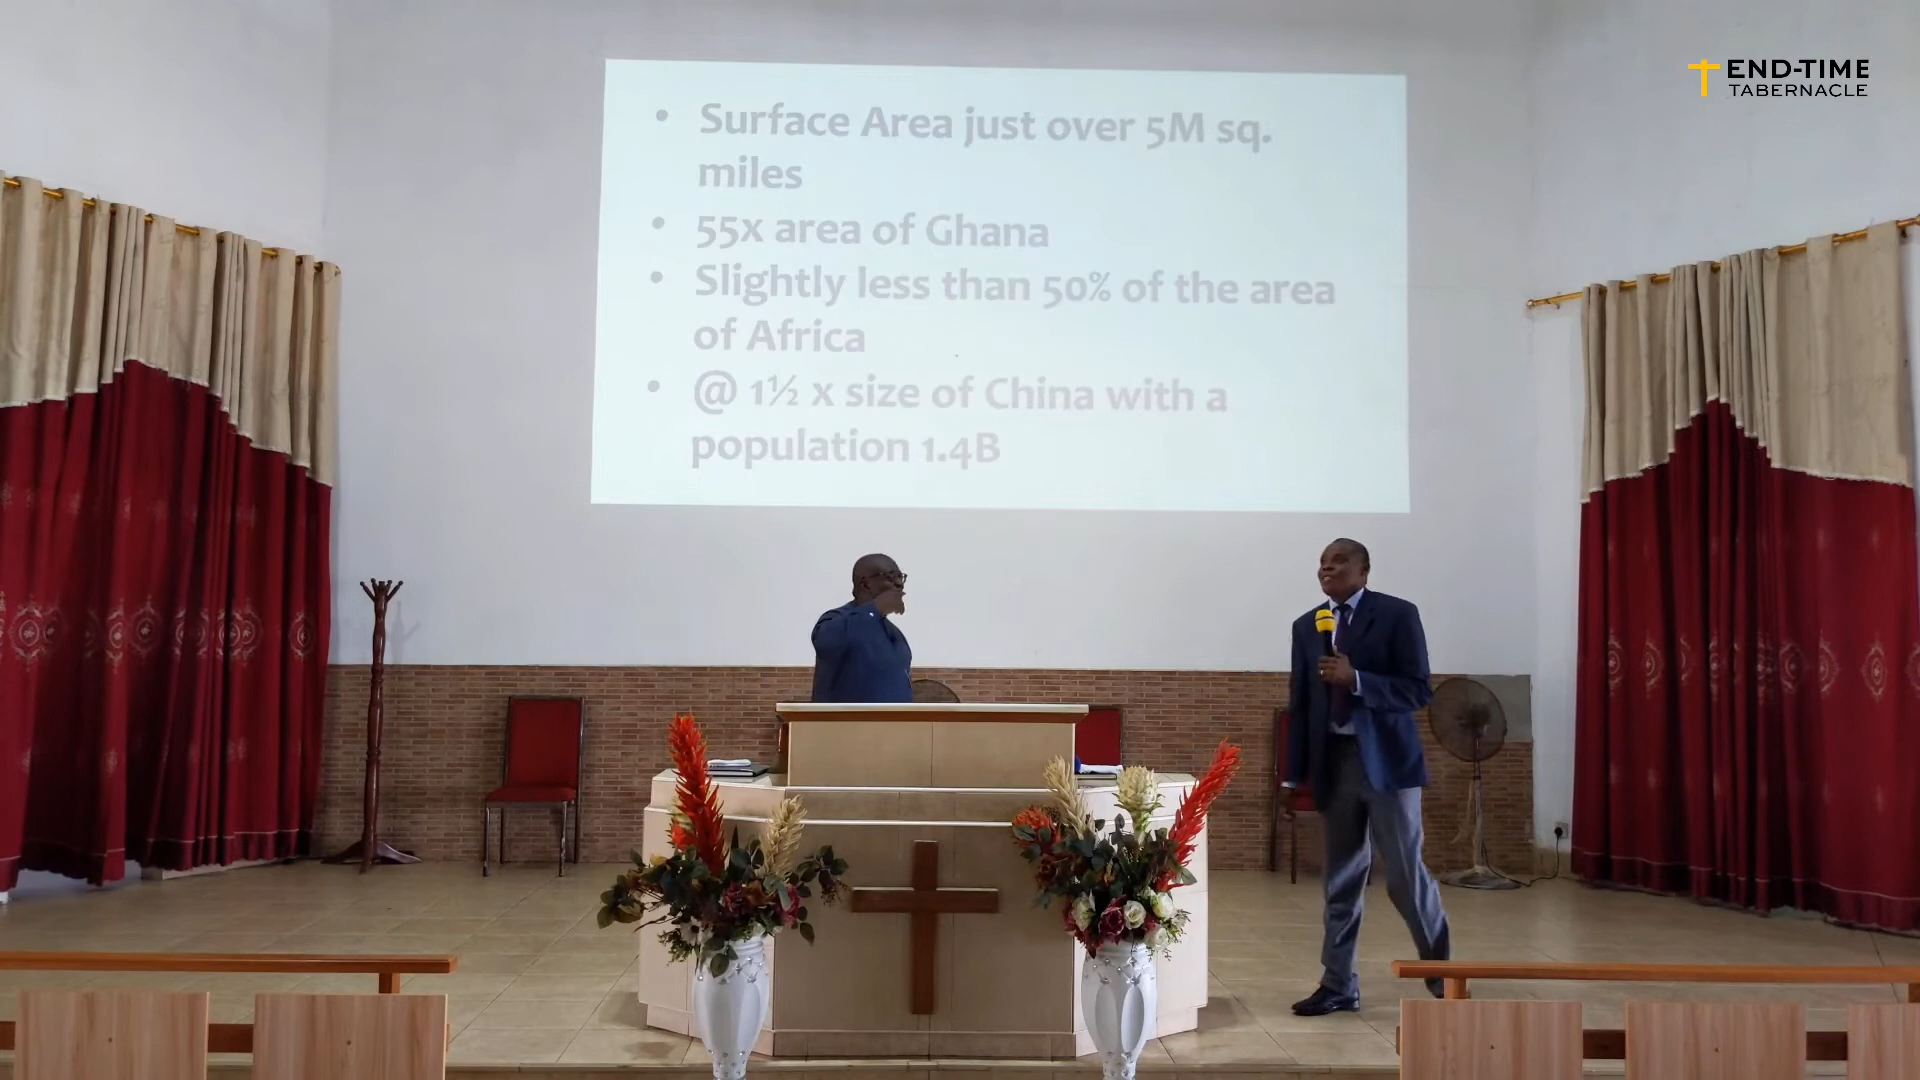 END-TIME
TABERNACLE
• Surface Area just over 5M sq.
miles
• 55x area of Ghana
• Slightly less than 50% of the area
of Africa
• @ 1½ x size of China with a
population 1.4B